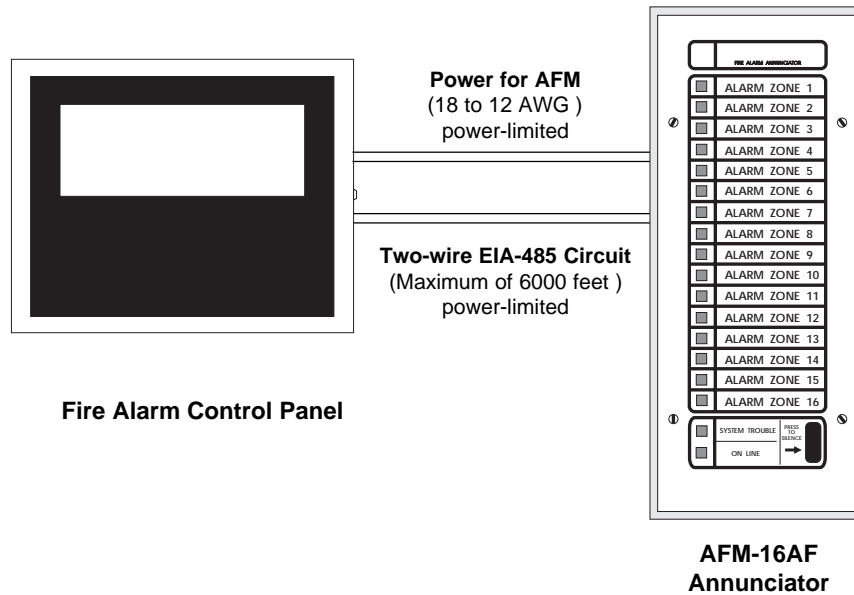 Power for AFM
(18 to 12 AWG )
power-limited
Two-wire EIA-485 Circuit
(Maximum of 6000 feet )
power-limited
Fire Alarm Control Panel
FIRE ALARM ANNUNCIATOR
ALARM ZONE 1
ALARM ZONE 2
ALARM ZONE 3
ALARM ZONE 4
ALARM ZONE 5
ALARM ZONE 6
ALARM ZONE 7
ALARM ZONE 8
ALARM ZONE 9
ALARM ZONE 10
ALARM ZONE 11
ALARM ZONE 12
ALARM ZONE 13
ALARM ZONE 14
ALARM ZONE 15
ALARM ZONE 16
SYSTEM TROUBLE
ON LINE
PRESS
TO
SILENCE
AFM-16AF
Annunciator